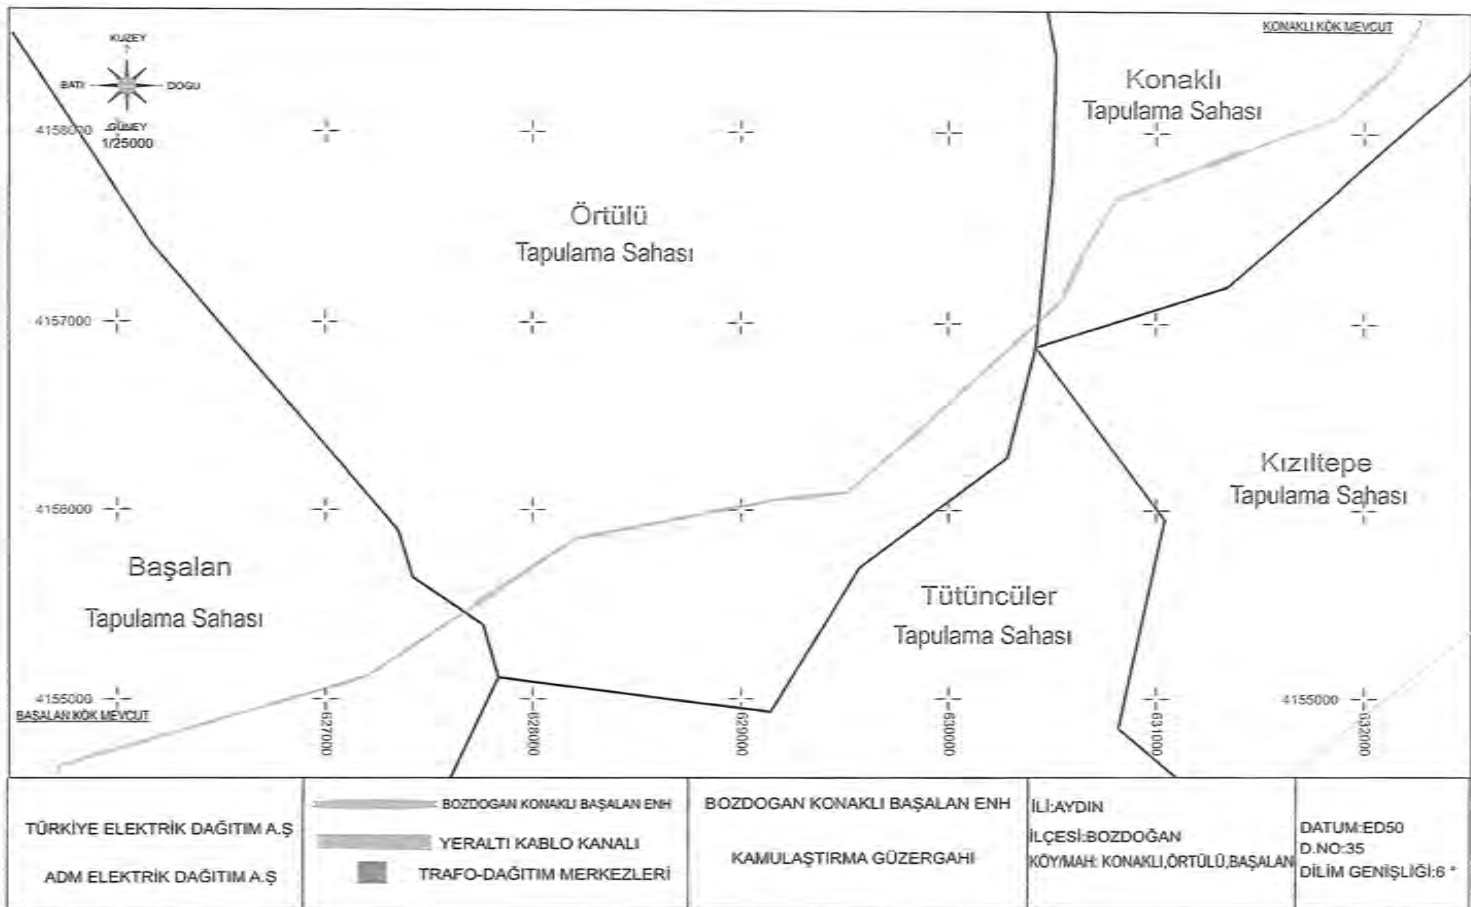 KUZEY
BATI
DOGU
GÜNEY
1/25000
KONAKLI KÖK MEVCUT
Konaklı
Tapulama Sahası
4158000
Örtülü
Tapulama Sahası
4157000
Kızıltepe
Tapulama Sahası
4156000
Başalan
Tapulama Sahası
Tütüncüler
Tapulama Sahası
4155000
4155000
BAŞALAN KÖK MEVCUT
627000
628000
629000
630000
631000
632000
TÜRKİYE ELEKTRİK DAĞITIM A.Ş
ADM ELEKTRİK DAĞITIM A.Ş
BOZDOGAN KONAKLI BAŞALAN ENH
YERALTI KABLO KANALI
TRAFO-DAĞITIM MERKEZLERİ
BOZDOGAN KONAKLI BAŞALAN ENH
KAMULAŞTIRMA GÜZERGAHI
İLİ:AYDIN
İLÇESİ:BOZDOĞAN
KÖY/MAH: KONAKLI,ÖRTÜLÜ,BAŞALAN
DATUM:ED50
D.NO:35
DİLİM GENİŞLİĞİ:6 °